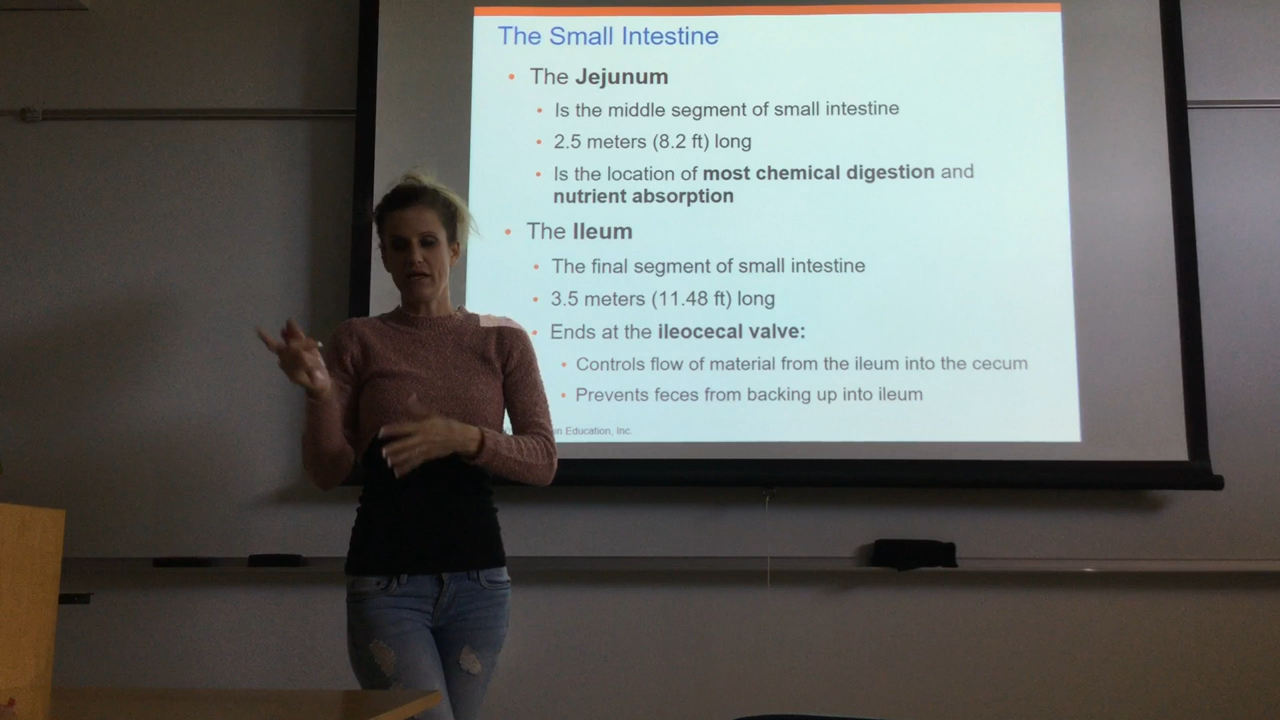 The Small Intestine
• The Jejunum
• Is the middle segment of small intestine
• 2.5 meters (8.2 ft) long
• Is the location of most chemical digestion and
nutrient absorption
• The Ileum
• The final segment of small intestine
• 3.5 meters (11.48 ft) long
• Ends at the ileocecal valve:
• Controls flow of material from the ileum into the cecum
• Prevents feces from backing up into ileum
Education, Inc.